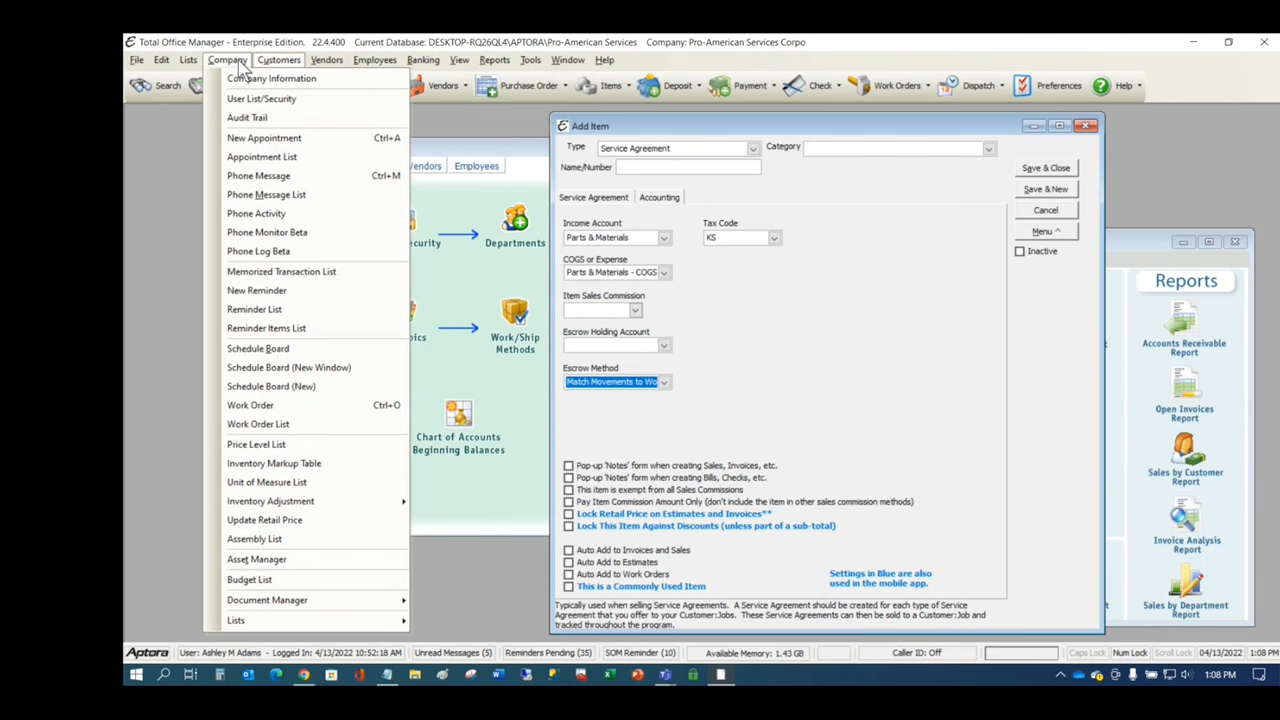 Total Office Manager - Enterprise Edition. 22.4.400 Current Database: DESKTOP-RQ26QL4\APTORA\Pro-American Services Company: Pro-American Services Corpo
File Edit Lists Company Customers Vendors Employees Banking View Reports Tools Window Help
Search Vendors Purchase Order Items Deposit Payment Check Work Orders Dispatch Preferences Help
Company Information
User List/Security
Audit Trail
New Appointment Ctrl+A
Appointment List
Phone Message Ctrl+M
Phone Message List
Phone Activity
Phone Monitor Beta
Phone Log Beta
Memorized Transaction List
New Reminder
Reminder List
Reminder Items List
Schedule Board
Schedule Board (New Window)
Schedule Board (New)
Work Order Ctrl+O
Work Order List
Price Level List
Inventory Markup Table
Unit of Measure List
Inventory Adjustment
Update Retail Price
Assembly List
Asset Manager
Budget List
Document Manager
Lists
Employees
Departments
Work/Ship
Methods
Chart of Accounts
Beginning Balances
Add Item
Type Service Agreement Category
Name/Number
Service Agreement Accounting
Income Account Tax Code
Parts & Materials KS
COGS or Expense
Parts & Materials - COGS
Item Sales Commission
Escrow Holding Account
Escrow Method
Match Movements to Wo
Pop-up 'Notes' form when creating Sales, Invoices, etc.
Pop-up 'Notes' form when creating Bills, Checks, etc.
This item is exempt from all Sales Commissions
Pay Item Commission Amount Only (don't include the item in other sales commission methods)
Lock Retail Price on Estimates and Invoices**
Lock This Item Against Discounts (unless part of a sub-total)
Auto Add to Invoices and Sales
Auto Add to Estimates
Auto Add to Work Orders
This is a Commonly Used Item
Settings in Blue are also
used in the mobile app.
Typically used when selling Service Agreements. A Service Agreement should be created for each type of Service
Agreement that you offer to your Customer:Jobs. These Service Agreements can then be sold to a Customer:Job and
tracked throughout the program.
Save & Close
Save & New
Cancel
Menu ^
Inactive
Reports
Accounts Receivable
Report
Open Invoices
Report
Sales by Customer
Report
Invoice Analysis
Report
Sales by Department
Report
Aptora User: Ashley M Adams - Logged In: 4/13/2022 10:52:18 AM Unread Messages (5) Reminders Pending (35) SOM Reminder (10) Available Memory: 1.43 GB Caller ID: Off Caps Lock Num Lock Scroll Lock 04/13/2022 1:08 PM
1:08 PM